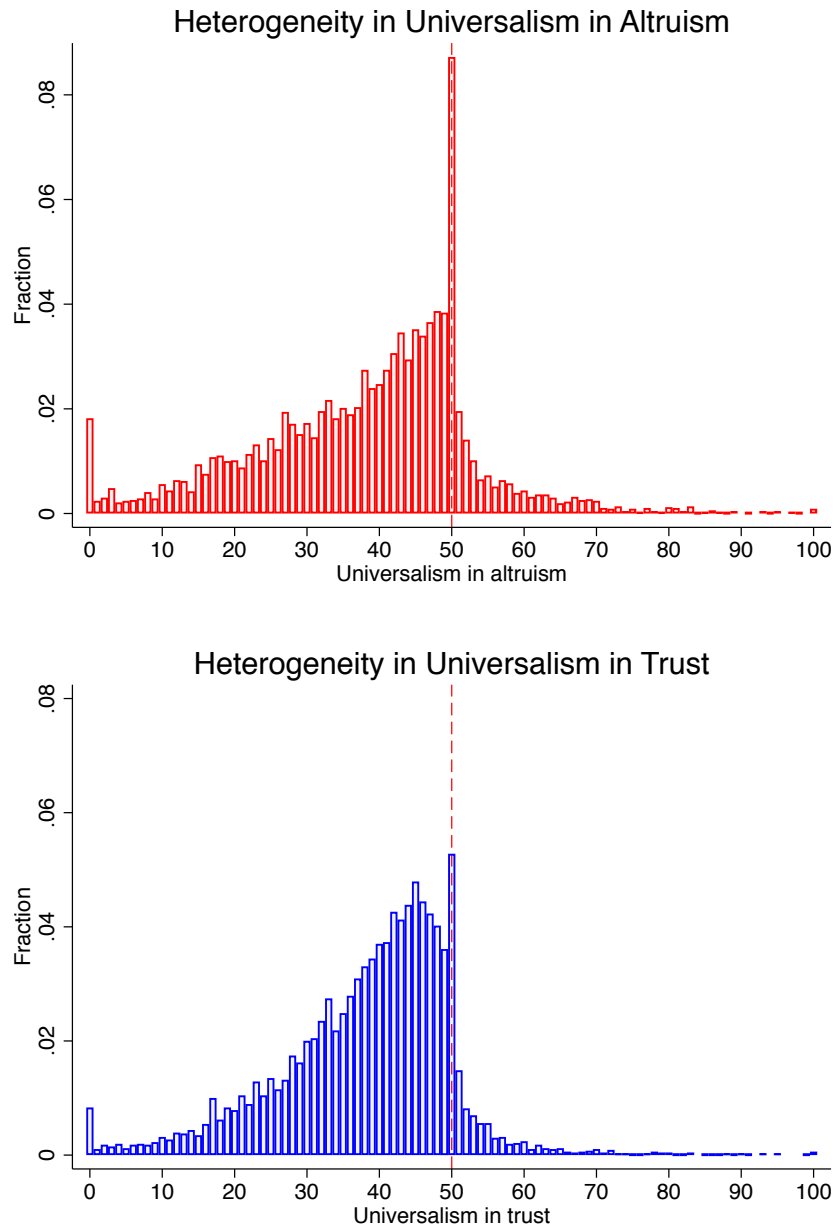 Heterogeneity in Universalism in Altruism
.08
.06
.04
.02
0
Fraction
0 10 20 30 40 50 60 70 80 90 100
Universalism in altruism
Heterogeneity in Universalism in Trust
.08
.06
.04
.02
0
Fraction
0 10 20 30 40 50 60 70 80 90 100
Universalism in trust